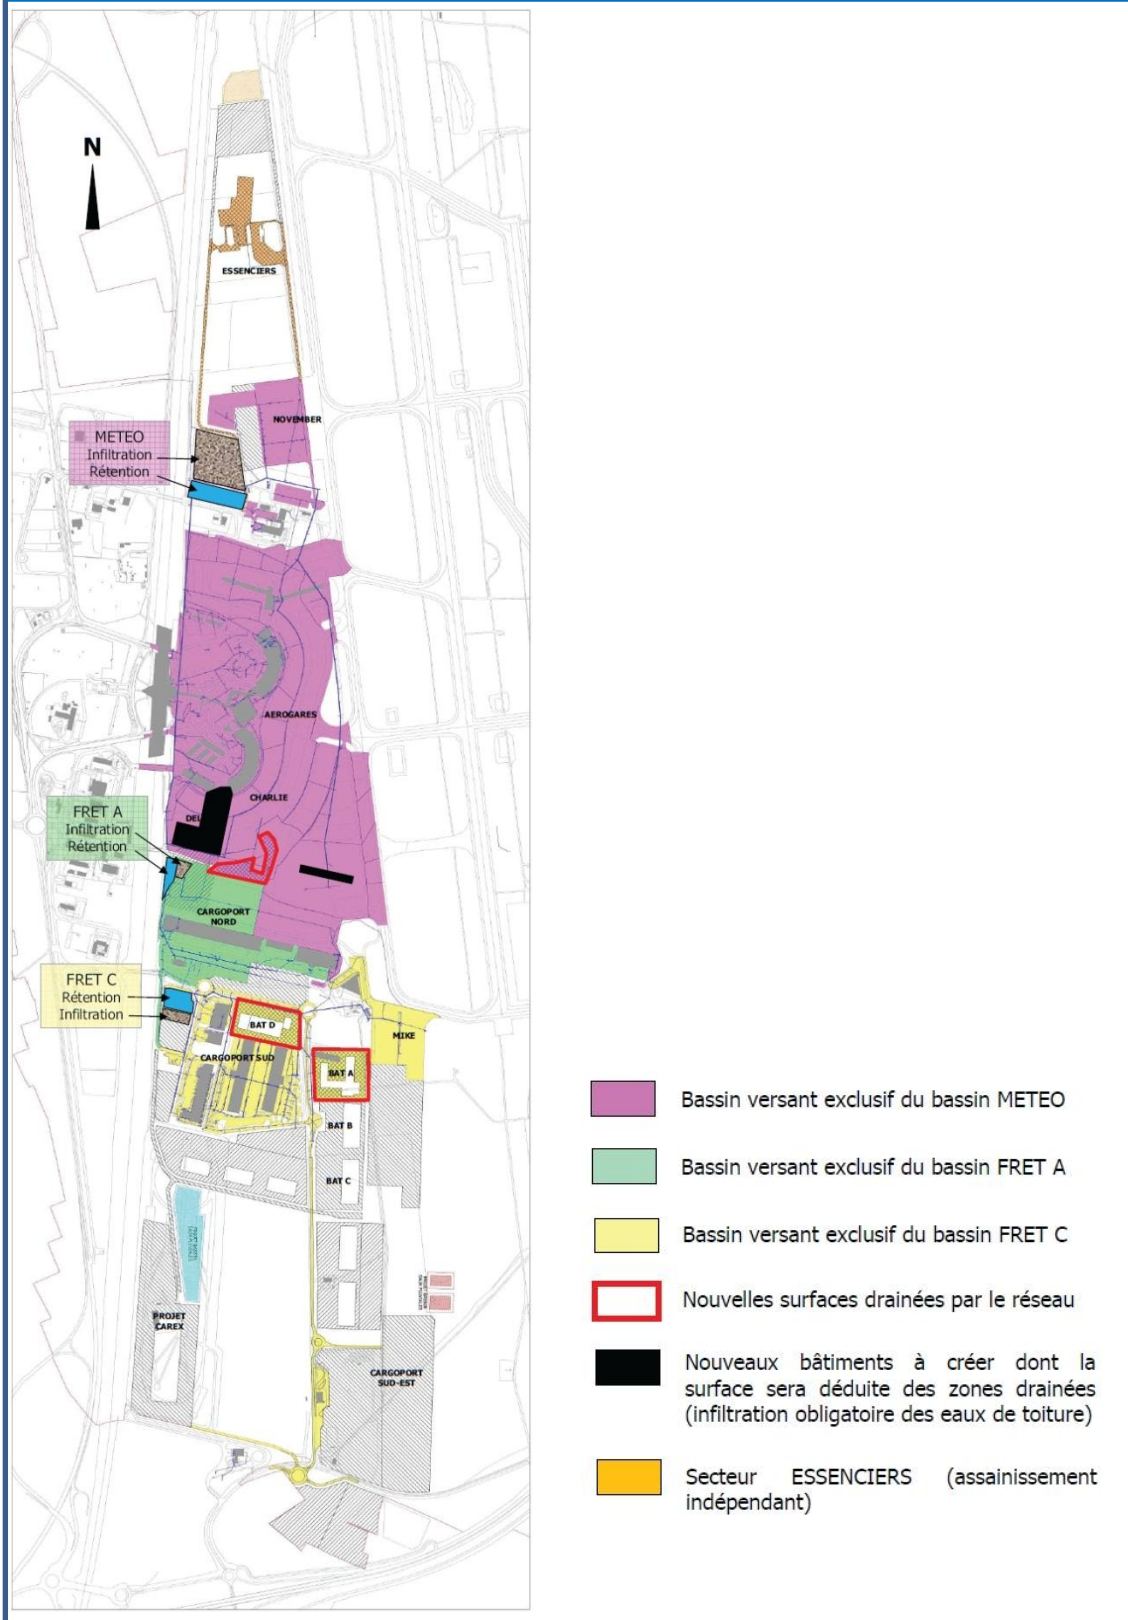 N
ESSENCIERS
NOVEMBER
METEO
Infiltration
Rétention
AEROGARES
CHARLIE
DEL
FRET A
Infiltration
Rétention
CARGOPORT
NORD
FRET C
Rétention
Infiltration
BAT D
MIKE
CARGOPORT SUD
BAT A
BAT B
BAT C
PROJET
CAREX
CARGOPORT
SUD-EST
Bassin versant exclusif du bassin METEO
Bassin versant exclusif du bassin FRET A
Bassin versant exclusif du bassin FRET C
Nouvelles surfaces drainées par le réseau
Nouveaux bâtiments à créer dont la
surface sera déduite des zones drainées
(infiltration obligatoire des eaux de toiture)
Secteur ESSENCIERS (assainissement
indépendant)